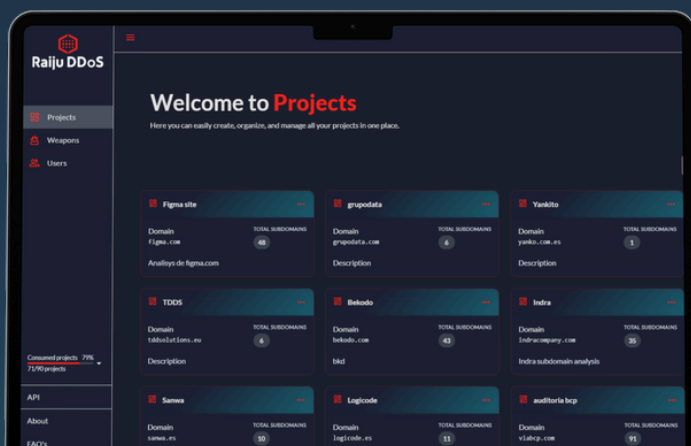 Raiju DDoS
Projects
Weapons
Users
Consumed projects 79%
71/90 projects
API
About
FAQ's
Welcome to Projects
Here you can easily create, organize, and manage all your projects in one place.
Figma site
Domain
TOTAL SUBDOMAINS
figma.com
48
Analisys de figma.com
grupodata
Domain
TOTAL SUBDOMAINS
grupodata.com
6
Description
Yankito
Domain
TOTAL SUBDOMAINS
yanko.com.es
1
Description
TDDS
Domain
TOTAL SUBDOMAINS
tddsolutions.eu
6
Description
Bekodo
Domain
TOTAL SUBDOMAINS
bekodo.com
43
bkd
Indra
Domain
TOTAL SUBDOMAINS
indracompany.com
35
Indra subdomain analysis
Sanwa
Domain
TOTAL SUBDOMAINS
sanwa.es
10
Logicode
Domain
TOTAL SUBDOMAINS
logicode.es
11
auditoria bcp
Domain
TOTAL SUBDOMAINS
viabcp.com
91